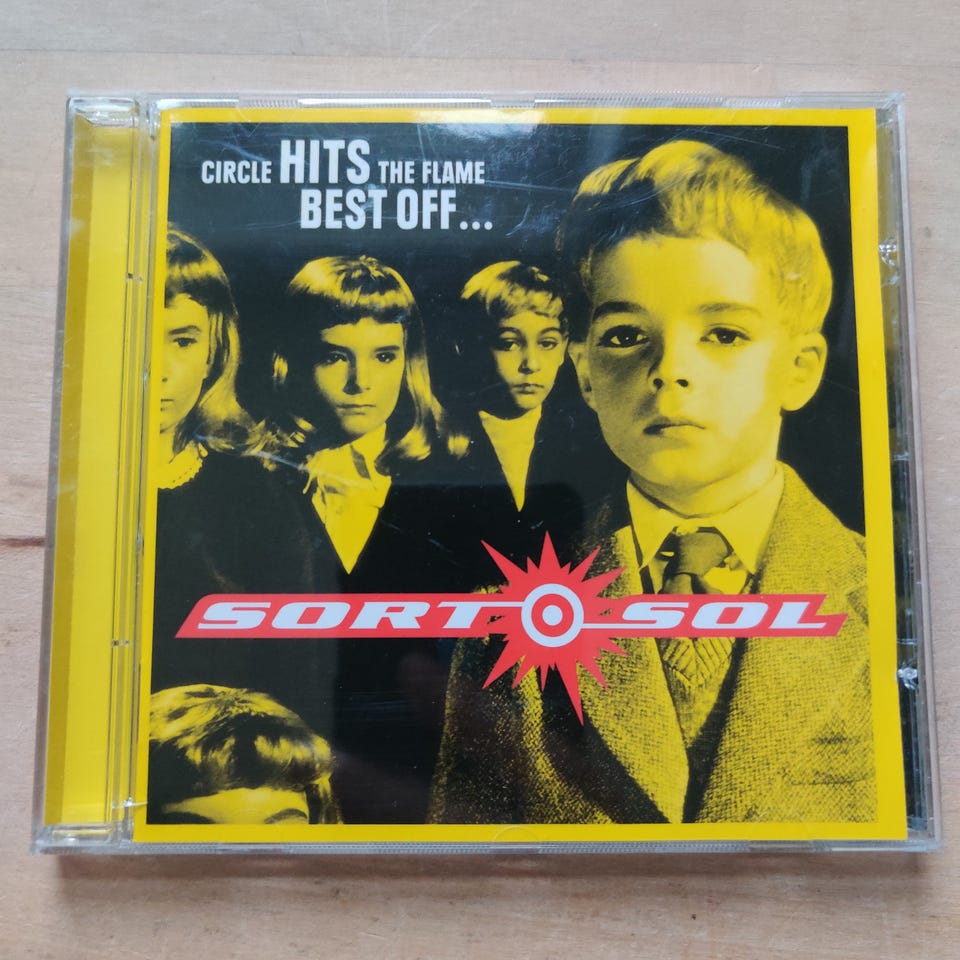 CIRCLE HITS THE FLAME
BEST OFF...
SORT SOL